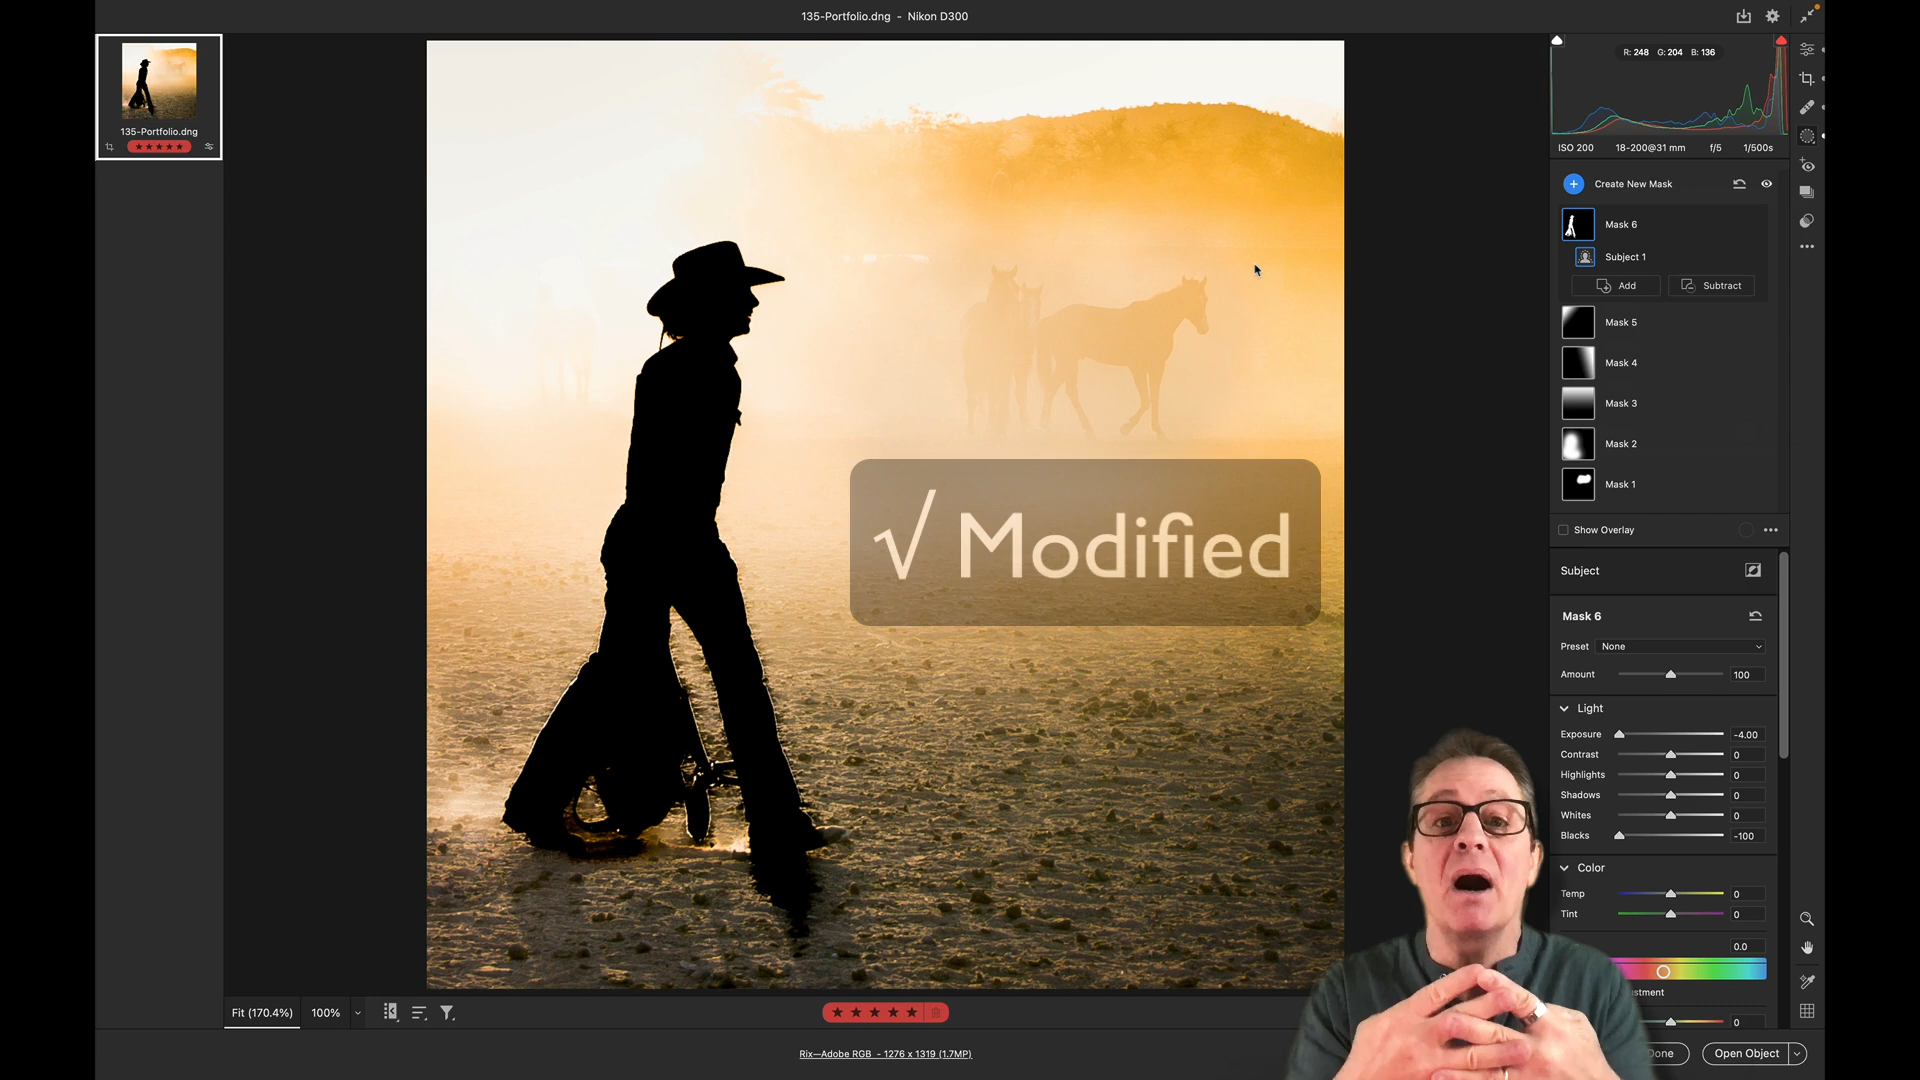 135-Portfolio.dng - Nikon D300
135-Portfolio.dng
R: 248 G: 204 B: 136
ISO 200 18-200@31 mm f/5 1/500s
Create New Mask
Mask 6
Subject 1
Add Subtract
Mask 5
Mask 4
Mask 3
Mask 2
Mask 1
Show Overlay
√ Modified
Subject
Mask 6
Preset None
Amount 100
Light
Exposure -4.00
Contrast 0
Highlights 0
Shadows 0
Whites 0
Blacks -100
Color
Temp 0
Tint 0
0.0
0
Fit (170.4%) 100%
Rix—Adobe RGB - 1276 x 1319 (1.7MP)
Open Object